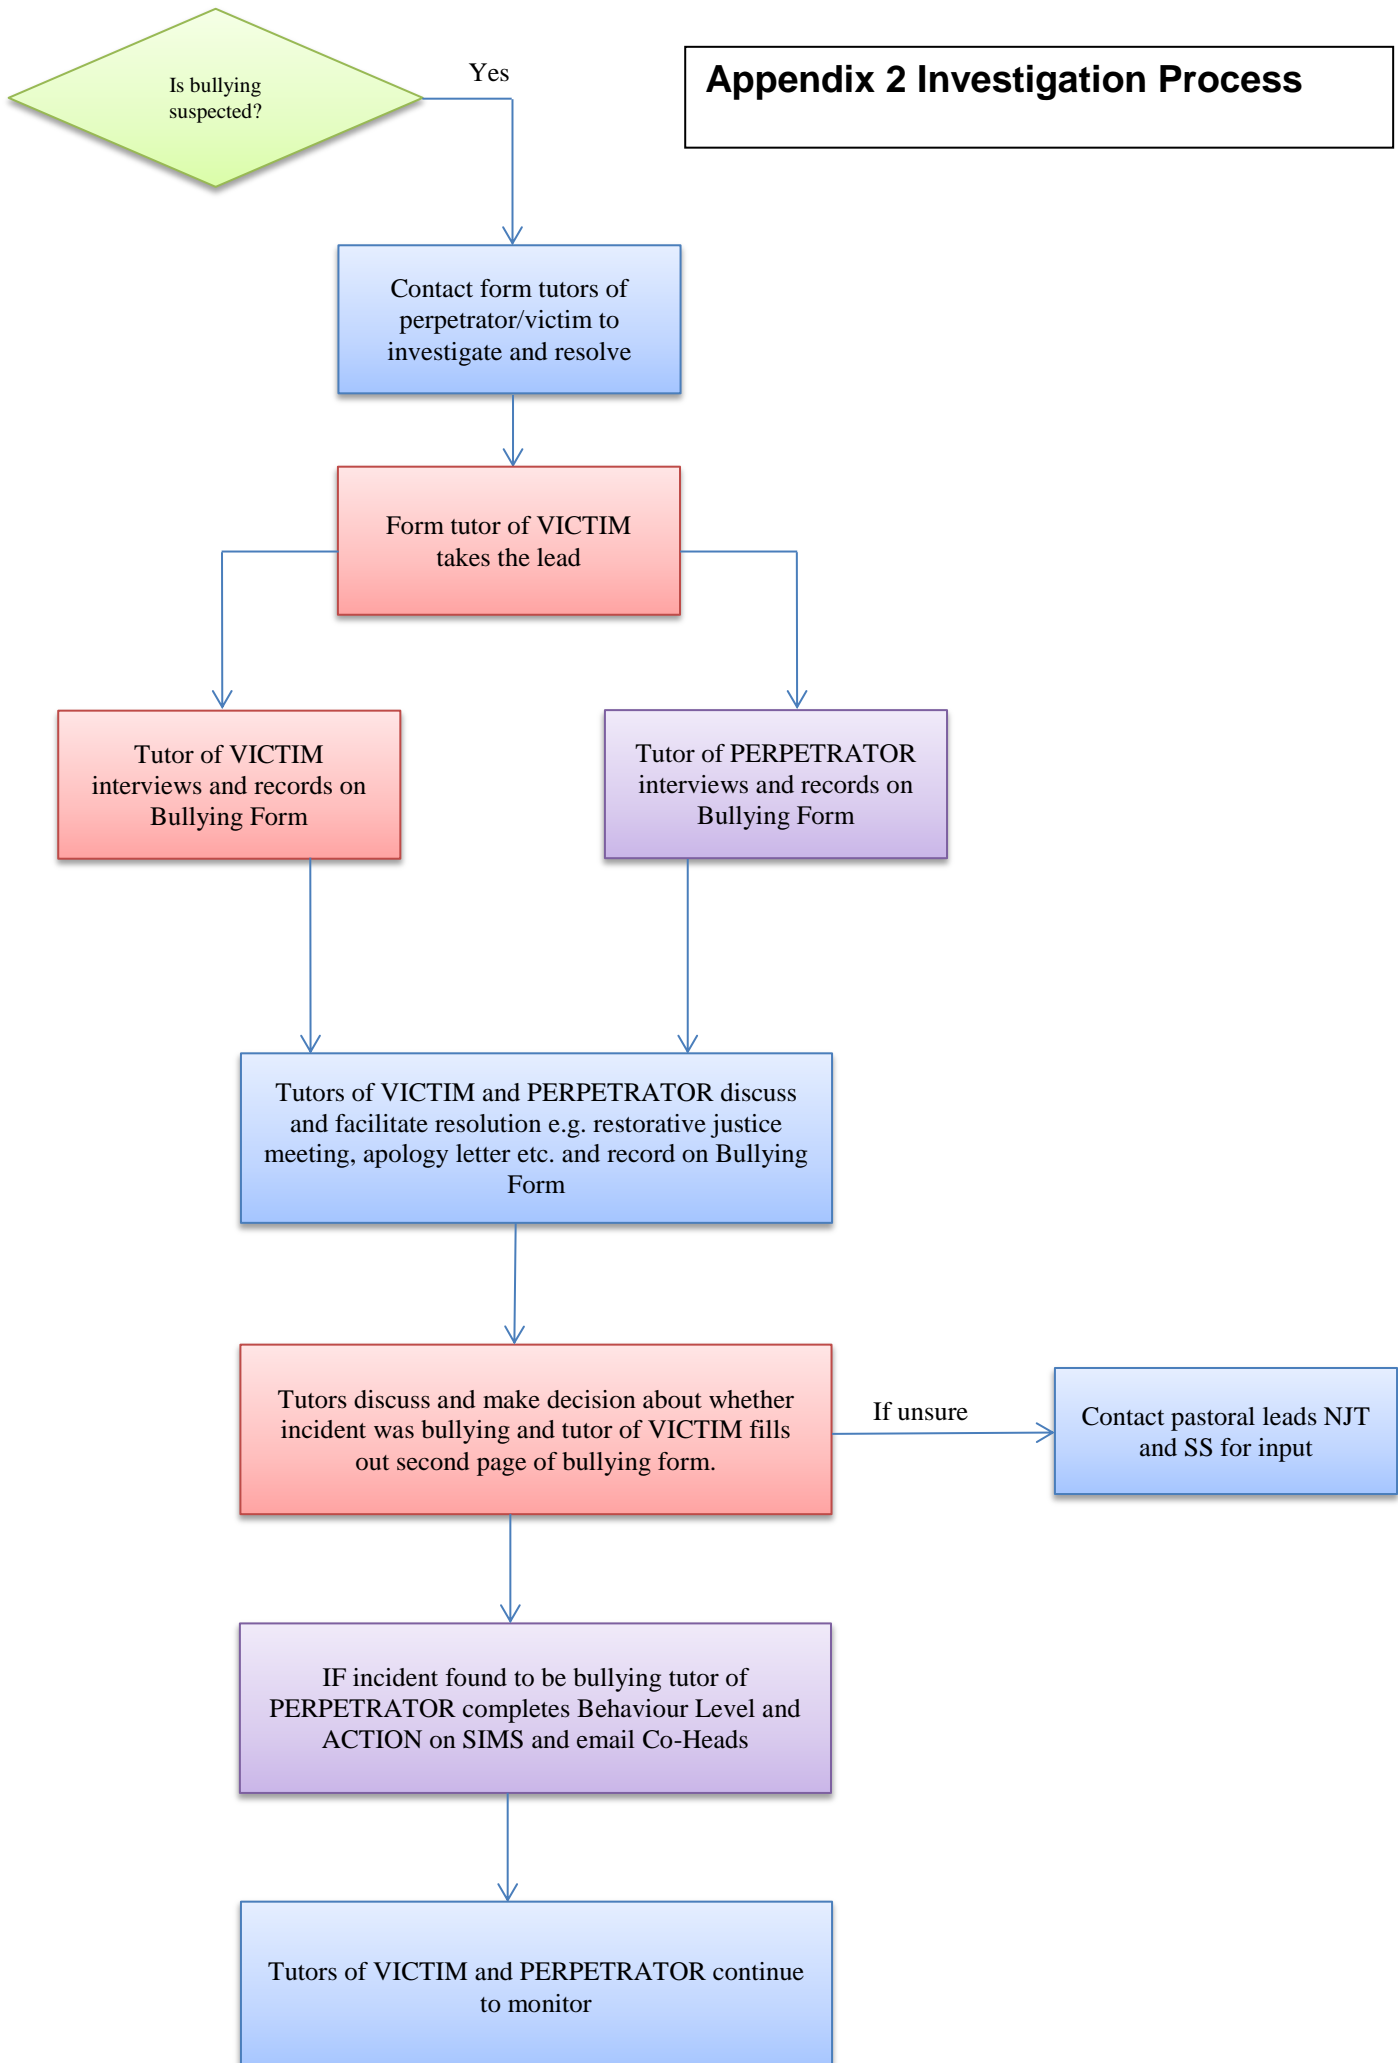 Is bullying
suspected?
Yes
Appendix 2 Investigation Process
Contact form tutors of
perpetrator/victim to
investigate and resolve
Form tutor of VICTIM
takes the lead
Tutor of VICTIM
interviews and records on
Bullying Form
Tutor of PERPETRATOR
interviews and records on
Bullying Form
Tutors of VICTIM and PERPETRATOR discuss
and facilitate resolution e.g. restorative justice
meeting, apology letter etc. and record on Bullying
Form
Tutors discuss and make decision about whether
incident was bullying and tutor of VICTIM fills
out second page of bullying form.
If unsure
Contact pastoral leads NJT
and SS for input
IF incident found to be bullying tutor of
PERPETRATOR completes Behaviour Level and
ACTION on SIMS and email Co-Heads
Tutors of VICTIM and PERPETRATOR continue
to monitor